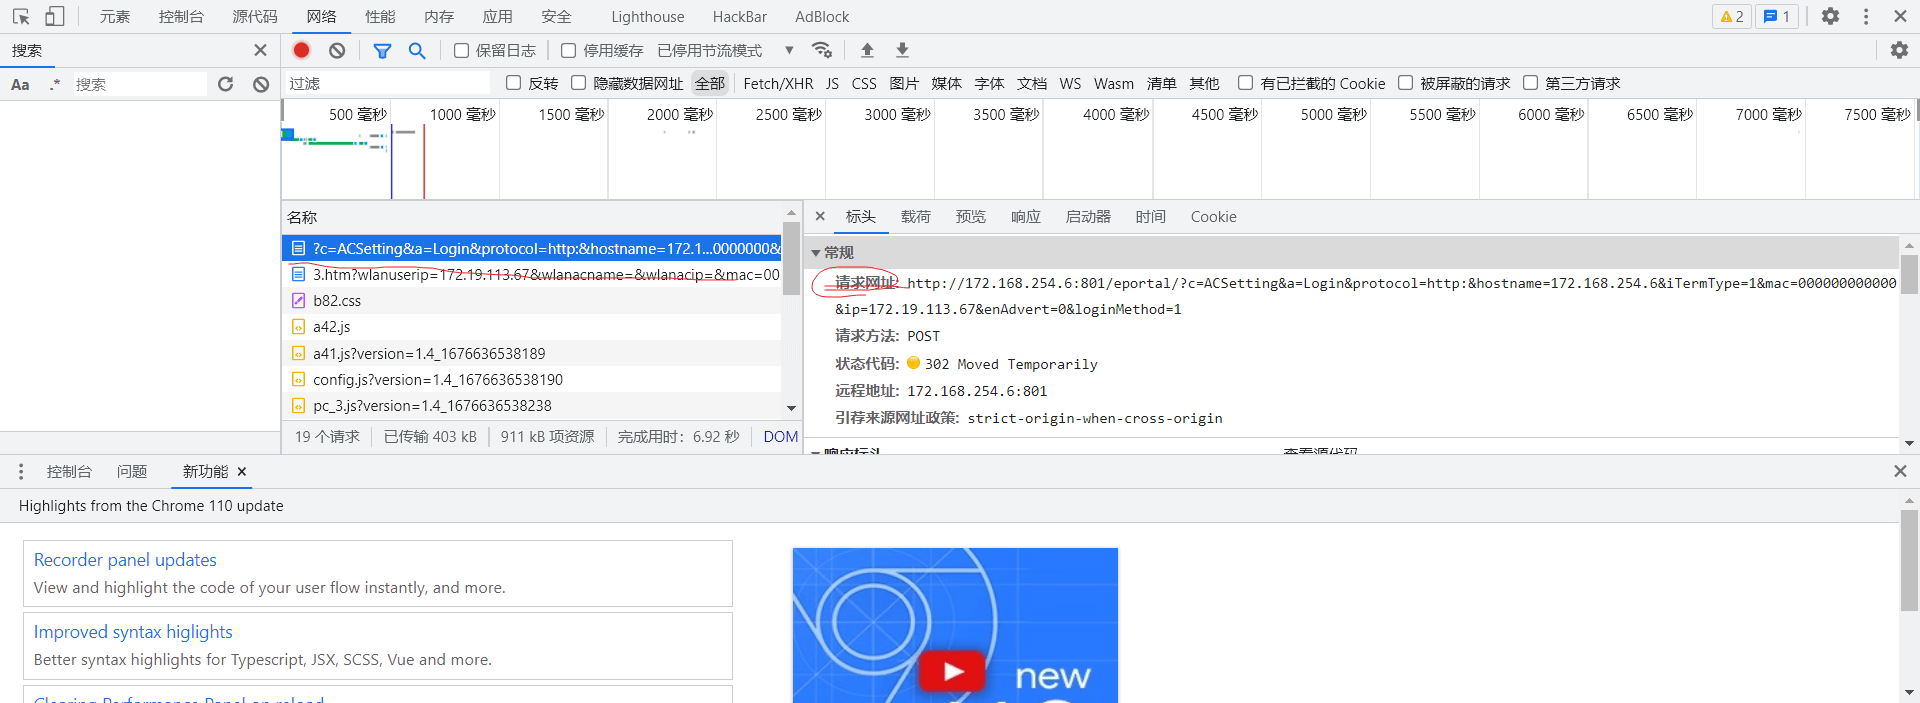 元素 控制台 源代码 网络 性能 内存 应用 安全 Lighthouse HackBar AdBlock 2 1
搜索
保留日志 停用缓存 已停用节流模式
Aa .* 搜索
过滤 反转 隐藏数据网址 全部 Fetch/XHR JS CSS 图片 媒体 字体 文档 WS Wasm 清单 其他 有已拦截的 Cookie 被屏蔽的请求 第三方请求
500 毫秒 1000 毫秒 1500 毫秒 2000 毫秒 2500 毫秒 3000 毫秒 3500 毫秒 4000 毫秒 4500 毫秒 5000 毫秒 5500 毫秒 6000 毫秒 6500 毫秒 7000 毫秒 7500 毫秒
名称
?c=ACSetting&a=Login&protocol=http:&hostname=172.1...0000000&
3.htm?wlanuserip=172.19.113.67&wlanacname=&wlanacip=&mac=00
b82.css
a42.js
a41.js?version=1.4_1676636538189
config.js?version=1.4_1676636538190
pc_3.js?version=1.4_1676636538238
19 个请求 已传输 403 kB 911 kB 项资源 完成用时: 6.92 秒 DOM
标头 载荷 预览 响应 启动器 时间 Cookie
常规
请求网址: http://172.168.254.6:801/eportal/?c=ACSetting&a=Login&protocol=http:&hostname=172.168.254.6&iTermType=1&mac=000000000000
&ip=172.19.113.67&enAdvert=0&loginMethod=1
请求方法: POST
状态代码: 302 Moved Temporarily
远程地址: 172.168.254.6:801
引荐来源网址政策: strict-origin-when-cross-origin
响应标头 查看源代码
控制台 问题 新功能
Highlights from the Chrome 110 update
Recorder panel updates
View and highlight the code of your user flow instantly, and more.
Improved syntax higlights
Better syntax highlights for Typescript, JSX, SCSS, Vue and more.
Clearing Performance Panel on reload
new